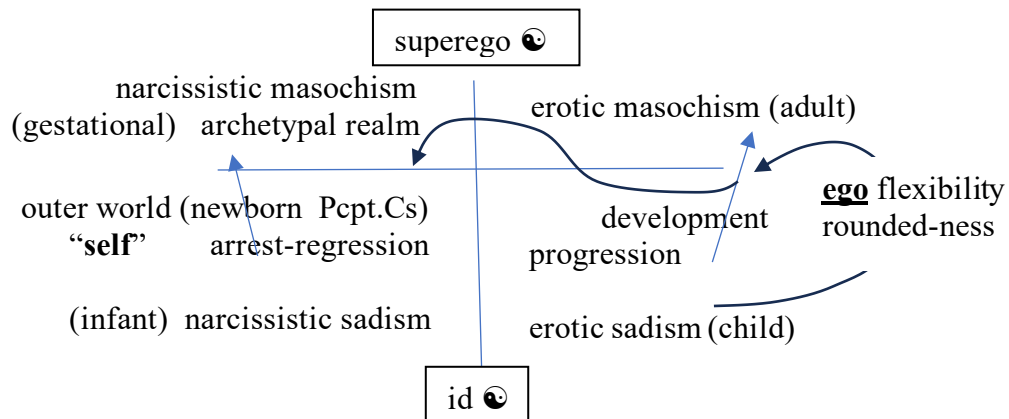 superego ☯
narcissistic masochism
(gestational) archetypal realm
erotic masochism (adult)
outer world (newborn Pcpt.Cs)
"self" arrest-regression
development
progression
ego flexibility
rounded-ness
(infant) narcissistic sadism
erotic sadism (child)
id ☯